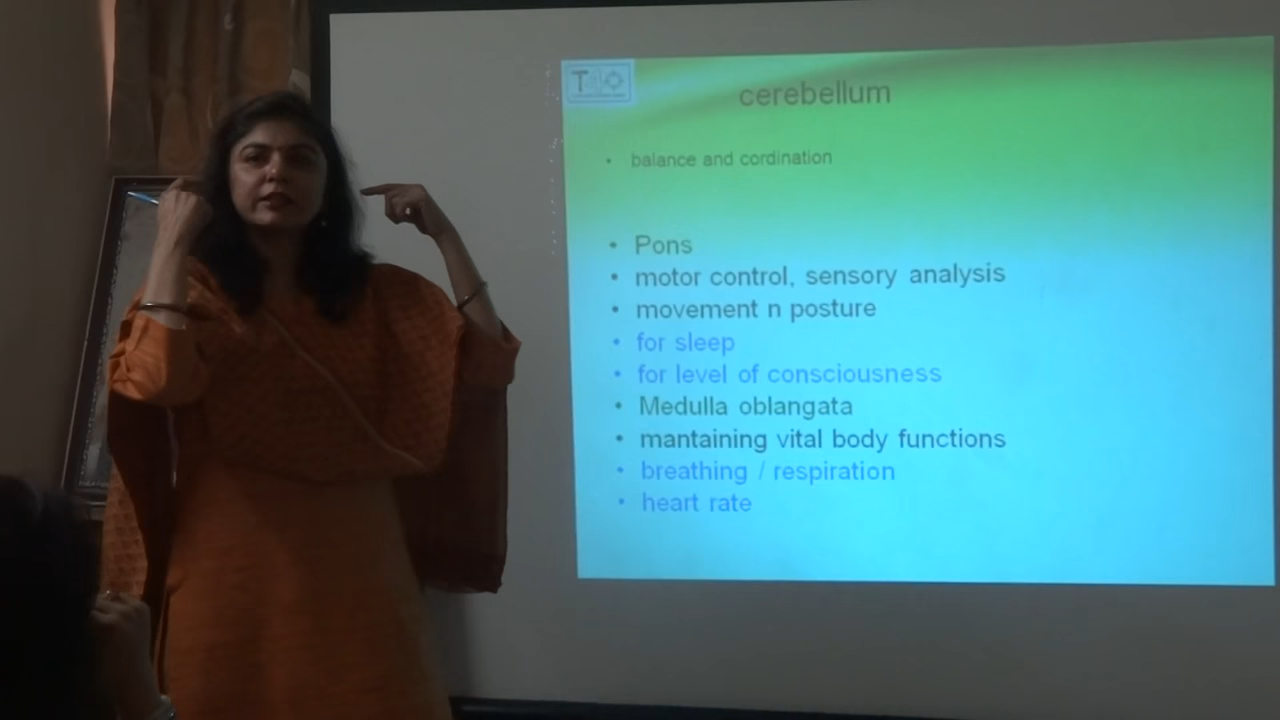 cerebellum
• balance and cordination
• Pons
• motor control, sensory analysis
• movement n posture
• for sleep
• for level of consciousness
• Medulla oblangata
• mantaining vital body functions
• breathing / respiration
• heart rate